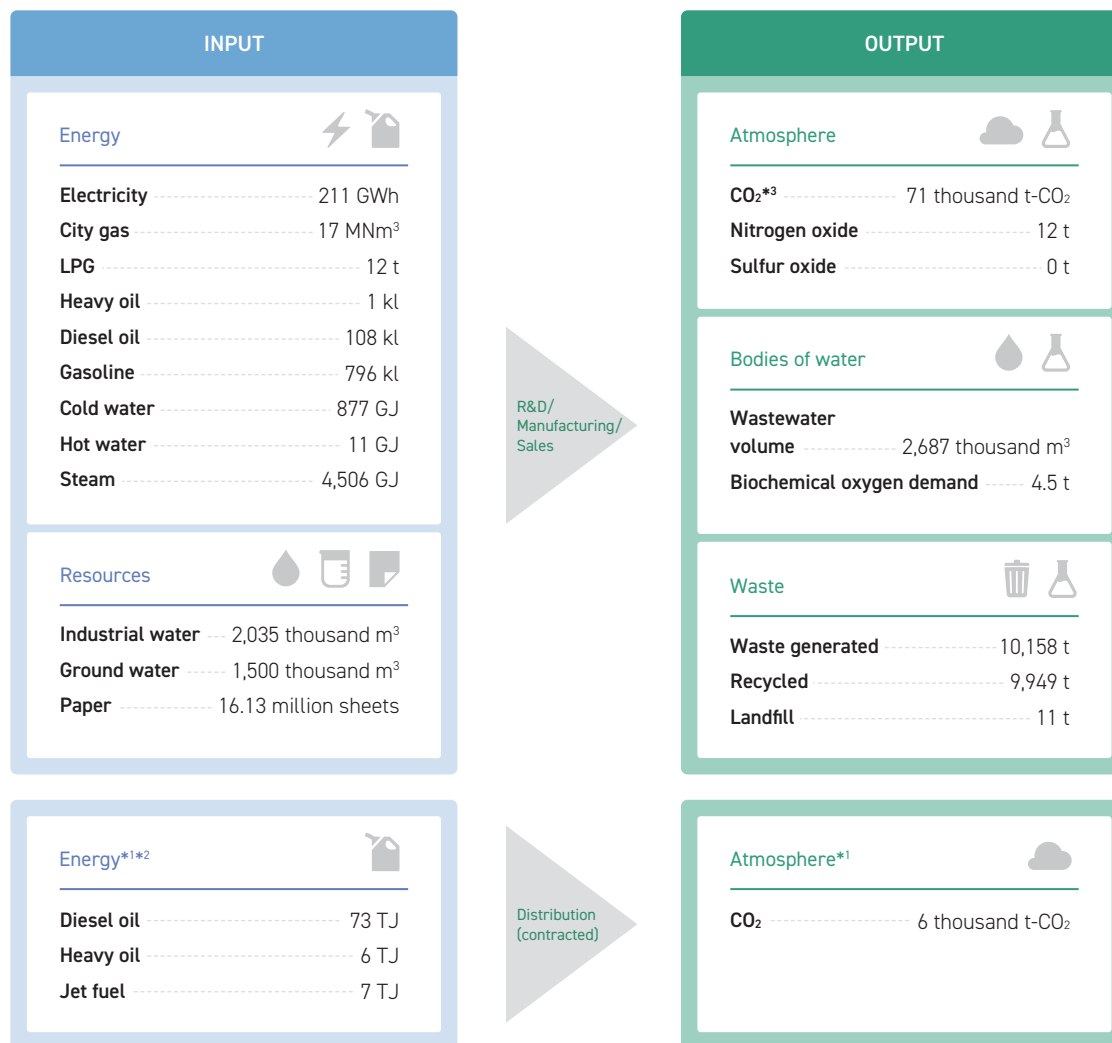 INPUT
Energy
Electricity 211 GWh
City gas 17 MNm³
LPG 12 t
Heavy oil 1 kl
Diesel oil 108 kl
Gasoline 796 kl
Cold water 877 GJ
Hot water 11 GJ
Steam 4,506 GJ
Resources
Industrial water 2,035 thousand m³
Ground water 1,500 thousand m³
Paper 16.13 million sheets
R&D/
Manufacturing/
Sales
OUTPUT
Atmosphere
CO₂*³ 71 thousand t-CO₂
Nitrogen oxide 12 t
Sulfur oxide 0 t
Bodies of water
Wastewater
volume 2,687 thousand m³
Biochemical oxygen demand 4.5 t
Waste
Waste generated 10,158 t
Recycled 9,949 t
Landfill 11 t
Energy*¹*²
Diesel oil 73 TJ
Heavy oil 6 TJ
Jet fuel 7 TJ
Distribution
(contracted)
Atmosphere*¹
CO₂ 6 thousand t-CO₂